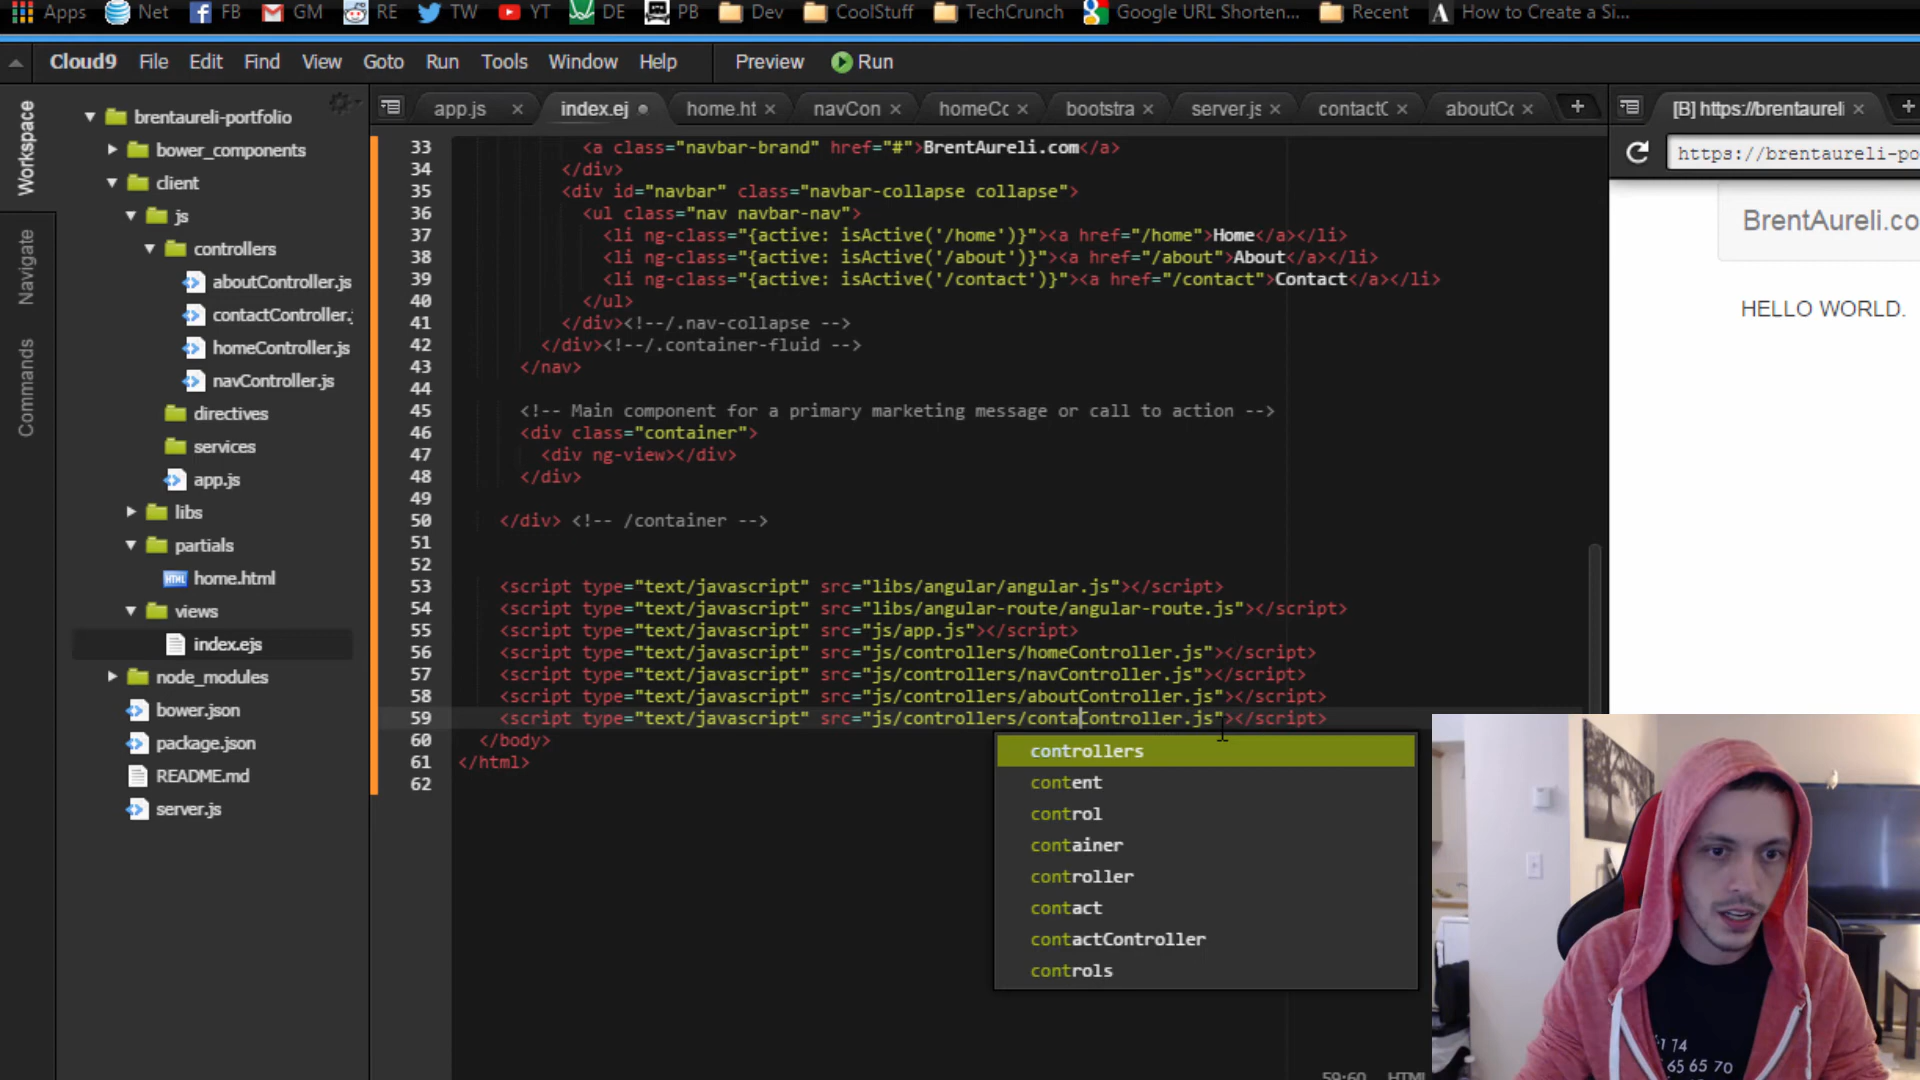 Apps Net FB GM RE TW YT DE PB Dev CoolStuff TechCrunch Google URL Shorten... Recent A How to Create a Si...
Cloud9 File Edit Find View Goto Run Tools Window Help Preview Run
app.js index.ej home.ht navCon homeCc bootstra server.js contactC aboutCc [B] https://brentaureli
https://brentaureli-po
Workspace
Navigate
Commands
brentaureli-portfolio
bower_components
client
js
controllers
aboutController.js
contactController.
homeController.js
navController.js
directives
services
app.js
libs
partials
HTML home.html
views
index.ejs
node_modules
bower.json
package.json
README.md
server.js
33 <a class="navbar-brand" href="#">BrentAureli.com</a>
34 </div>
35 <div id="navbar" class="navbar-collapse collapse">
36 <ul class="nav navbar-nav">
37 <li ng-class="{active: isActive('/home')}"><a href="/home">Home</a></li>
38 <li ng-class="{active: isActive('/about')}"><a href="/about">About</a></li>
39 <li ng-class="{active: isActive('/contact')}"><a href="/contact">Contact</a></li>
40 </ul>
41 </div><!--/.nav-collapse -->
42 </div><!--/.container-fluid -->
43 </nav>
44
45 <!-- Main component for a primary marketing message or call to action -->
46 <div class="container">
47 <div ng-view></div>
48 </div>
49
50 </div> <!-- /container -->
51
52
53 <script type="text/javascript" src="libs/angular/angular.js"></script>
54 <script type="text/javascript" src="libs/angular-route/angular-route.js"></script>
55 <script type="text/javascript" src="js/app.js"></script>
56 <script type="text/javascript" src="js/controllers/homeController.js"></script>
57 <script type="text/javascript" src="js/controllers/navController.js"></script>
58 <script type="text/javascript" src="js/controllers/aboutController.js"></script>
59 <script type="text/javascript" src="js/controllers/contaController.js"></script>
60 </body>
61 </html>
62
controllers
content
control
container
controller
contact
contactController
controls
BrentAureli.co
HELLO WORLD.
59:60 HTML
74
65 65 70